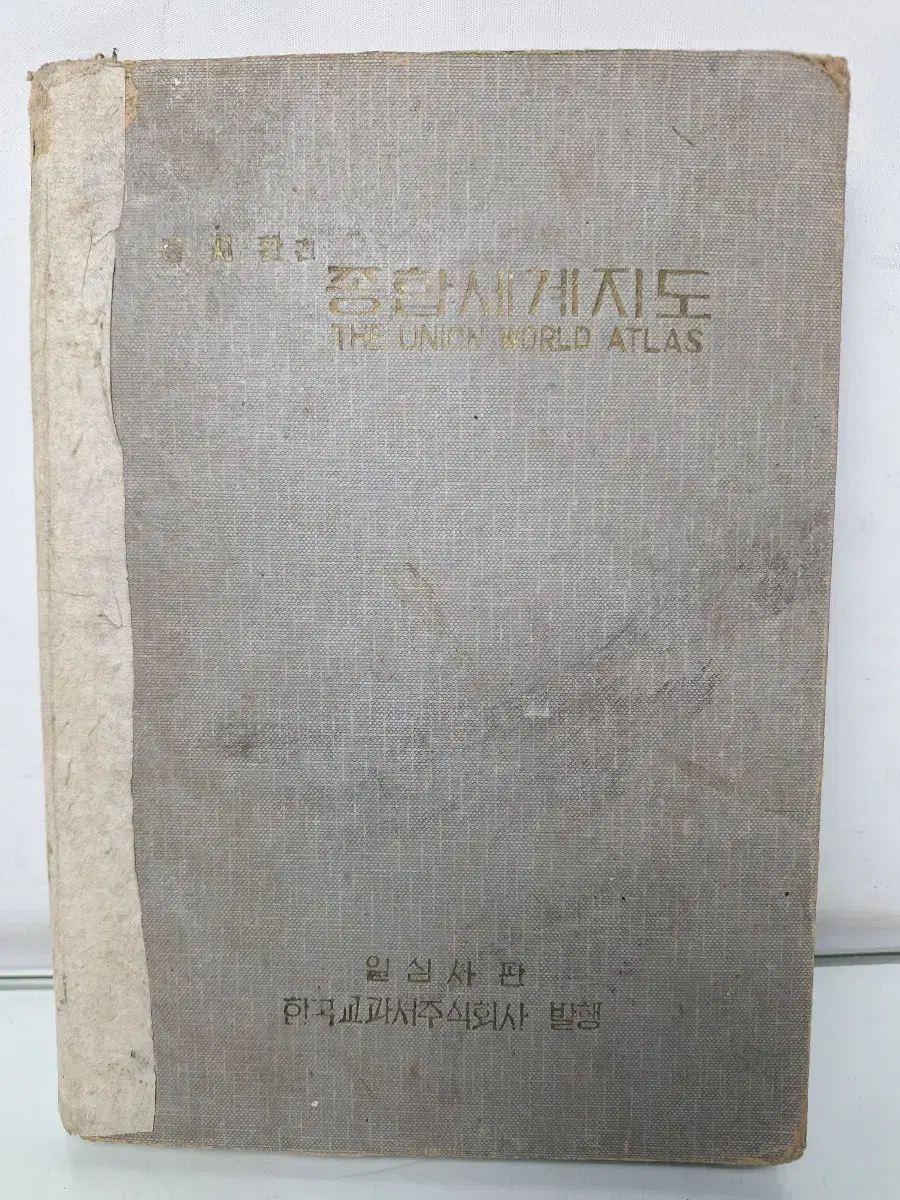 종합세계지도
THE UNION WORLD ATLAS
일심사 판
한국교과서주식회사 발행